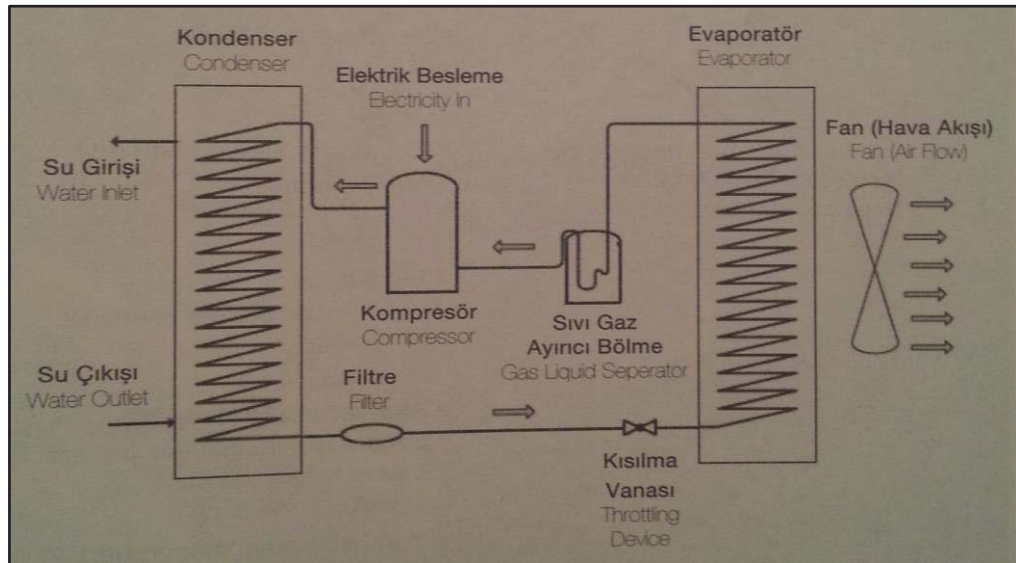 Kondenser
Condenser
Elektrik Besleme
Electricity In
Evaporatör
Evaporator
Fan (Hava Akışı)
Fan (Air Flow)
Su Girişi
Water Inlet
Kompresör
Compressor
Sıvı Gaz
Ayırıcı Bölme
Gas Liquid Seperator
Su Çıkışı
Water Outlet
Filtre
Filter
Kısılma
Vanası
Throttling
Device